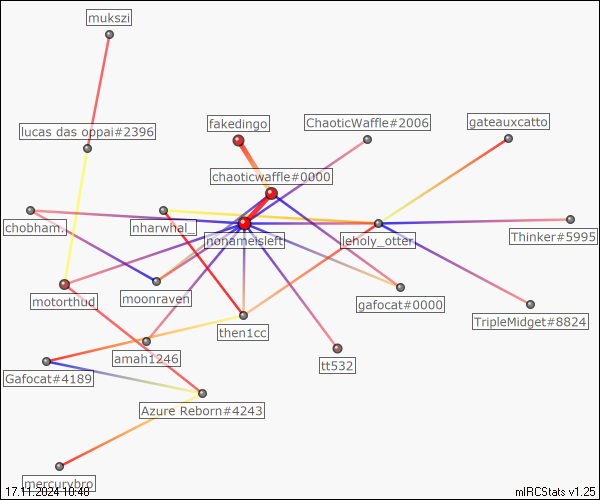 mukszi
lucas das oppai#2396
fakedingo
ChaoticWaffle#2006
gateauxcatto
chaoticwaffle#0000
chobham.
nharwhal_
nonameisleft
leholy_otter
Thinker#5995
motorthud
moonraven
gafocat#0000
TripleMidget#8824
then1cc
amah1246
tt532
Gafocat#4189
Azure Reborn#4243
mercurybro
17.11.2024 10:48
mIRCStats v1.25